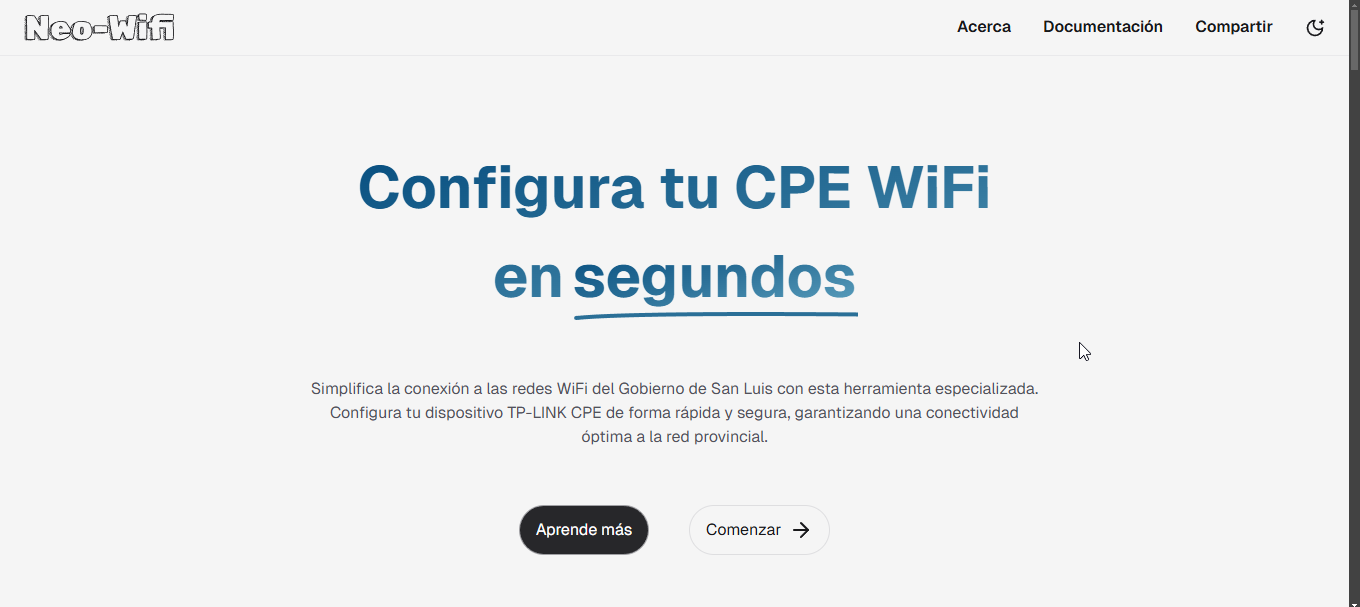 Neo-Wifi
Acerca
Documentación
Compartir
Configura tu CPE WiFi
en segundos
Simplifica la conexión a las redes WiFi del Gobierno de San Luis con esta herramienta especializada.
Configura tu dispositivo TP-LINK CPE de forma rápida y segura, garantizando una conectividad
óptima a la red provincial.
Aprende más
Comenzar